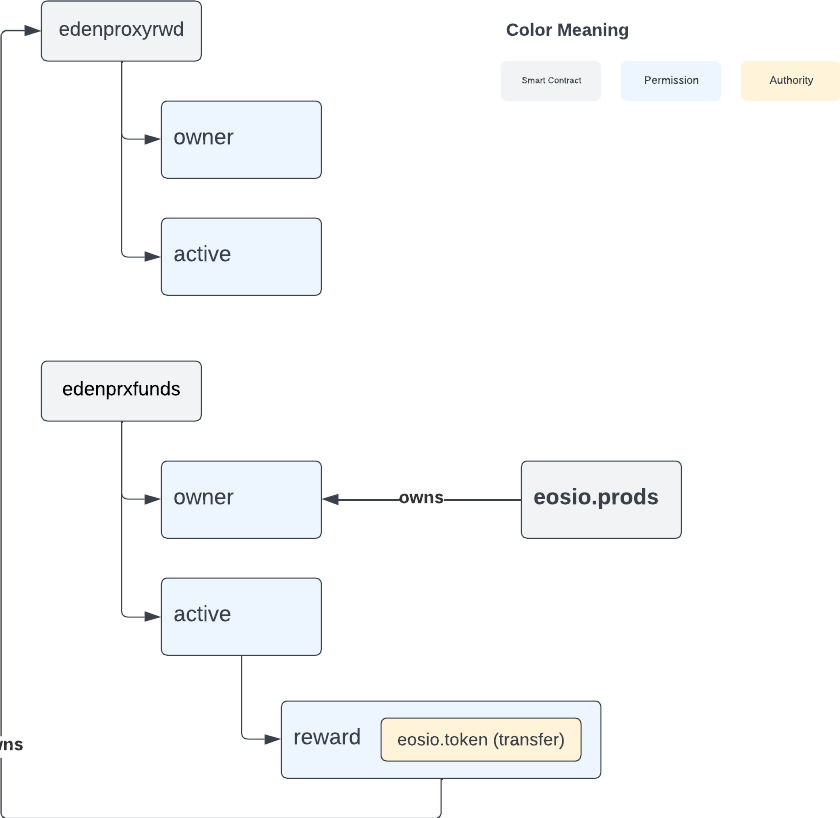 edenproxyrwd
Color Meaning
Smart Contract
Permission
Authority
owner
active
edenprxfunds
owner
owns
eosio.prods
active
reward
eosio.token (transfer)